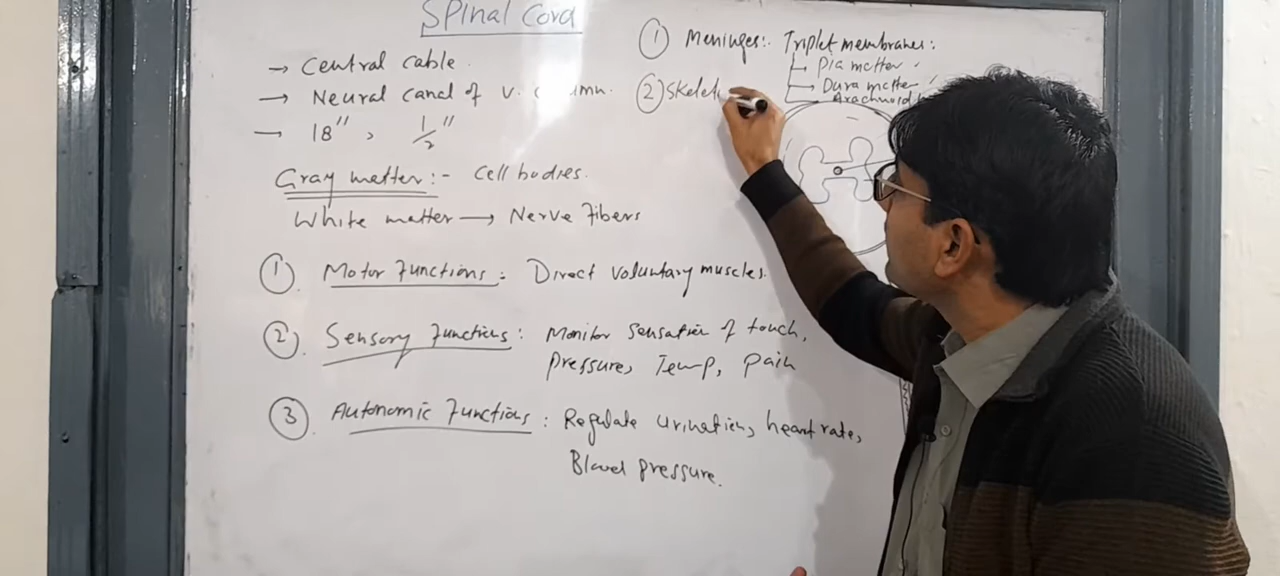 Spinal Cord
→ Central cable.
→ Neural canal of v. umn.
→ 18", 1/2"
Gray matter:- Cell bodies.
White matter → Nerve Fibers
① Motor Functions: Direct voluntary muscles.
② Sensory Functions: Monitor Sensation of touch,
Pressure, Temp, Pain
③ Autonomic Functions: Regulate urination, heart rate,
Blood pressure.
① Meninges:. Triplet membranes:
Pia matter
Dura matter
Arachnoid
② Skelet